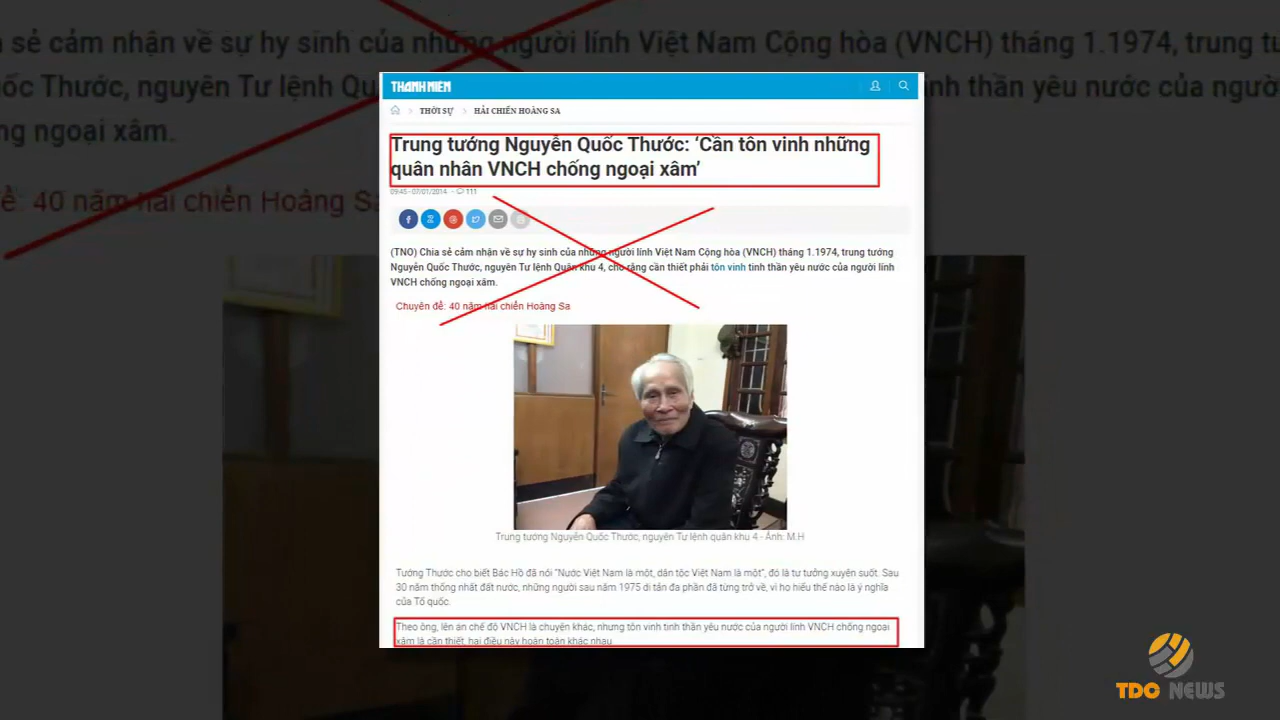 sẻ cảm nhận về sự hy sinh của những người lính Việt Nam Cộng hòa (VNCH) tháng 1.1974, trung tướ
ốc Thước, nguyên Tư lệnh Qu
nh thần yêu nước của người
ng ngoại xâm.
ề: 40 năm hải chiến Hoàng Sa
THANH NIÊN
THỜI SỰ > HẢI CHIẾN HOÀNG SA
Trung tướng Nguyễn Quốc Thước: ‘Cần tôn vinh những
quân nhân VNCH chống ngoại xâm’
09:45 - 07/01/2014 - 111
(TNO) Chia sẻ cảm nhận về sự hy sinh của những người lính Việt Nam Cộng hòa (VNCH) tháng 1.1974, trung tướng
Nguyễn Quốc Thước, nguyên Tư lệnh Quân khu 4, cho rằng cần thiết phải tôn vinh tinh thần yêu nước của người lính
VNCH chống ngoại xâm.
Chuyên đề: 40 năm hải chiến Hoàng Sa
Trung tướng Nguyễn Quốc Thước, nguyên Tư lệnh quân khu 4 - Ảnh: M.H
Tướng Thước cho biết Bác Hồ đã nói “Nước Việt Nam là một, dân tộc Việt Nam là một”, đó là tư tưởng xuyên suốt. Sau
30 năm thống nhất đất nước, những người sau năm 1975 di tản đa phần đã từng trở về, vì họ hiểu thế nào là ý nghĩa
của Tổ quốc.
Theo ông, lên án chế độ VNCH là chuyện khác, nhưng tôn vinh tinh thần yêu nước của người lính VNCH chống ngoại
xâm là cần thiết, hai điều này hoàn toàn khác nhau
TDC NEWS